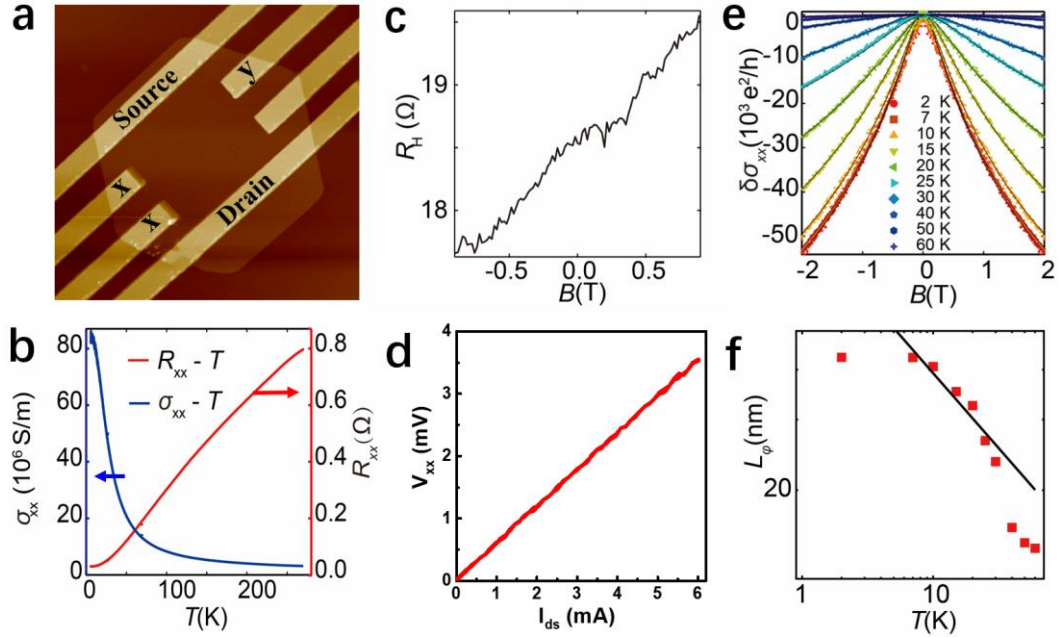 a
Source
y
x
x
Drain
b
σxx (10⁶ S/m)
80
60
40
20
0
Rxx - T
σxx - T
0.8
0.6
0.4
0.2
0.0
Rxx (Ω)
0
100
200
T(K)
c
RH (Ω)
19
18
-0.5
0.0
0.5
B(T)
d
Vxx (mV)
4
3
2
1
0
0
1
2
3
4
5
6
Ids (mA)
e
δσxx (10³ e²/h)
0
-10
-20
-30
-40
-50
2 K
7 K
10 K
15 K
20 K
25 K
30 K
40 K
50 K
60 K
-2
-1
0
1
2
B(T)
f
Lφ(nm)
20
1
10
T(K)